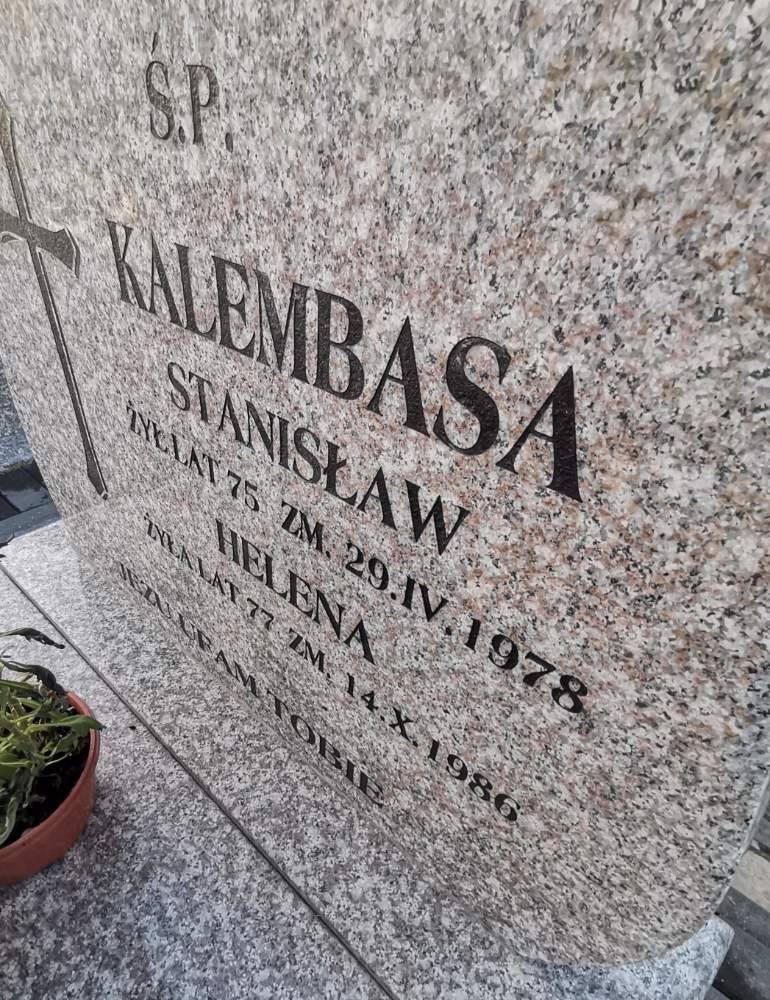 Ś.P.
KALEMBASA
STANISŁAW
ŻYŁ LAT 75 ZM. 29.IV.1978
HELENA
ŻYŁA LAT 77 ZM. 14.X.1986
JEZU UFAM TOBIE